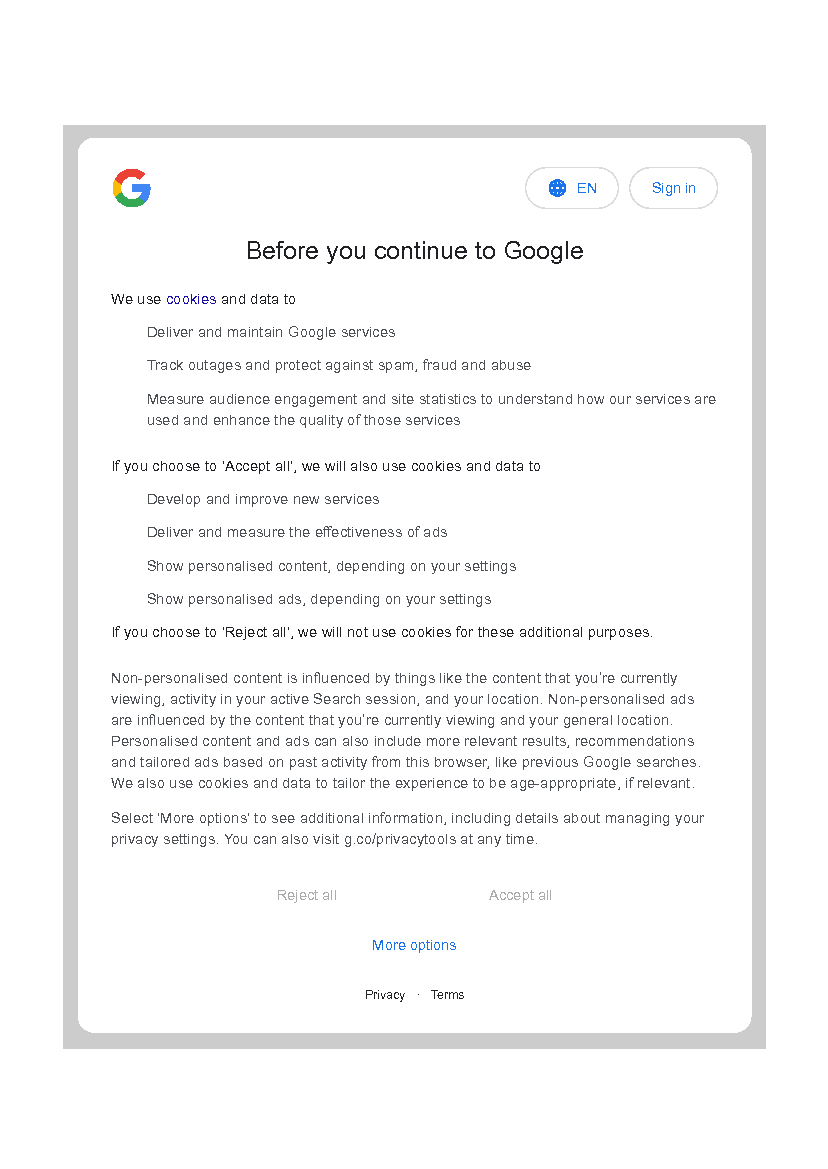 EN
Sign in
Before you continue to Google
We use cookies and data to
Deliver and maintain Google services
Track outages and protect against spam, fraud and abuse
Measure audience engagement and site statistics to understand how our services are
used and enhance the quality of those services
If you choose to 'Accept all', we will also use cookies and data to
Develop and improve new services
Deliver and measure the effectiveness of ads
Show personalised content, depending on your settings
Show personalised ads, depending on your settings
If you choose to 'Reject all', we will not use cookies for these additional purposes.
Non-personalised content is influenced by things like the content that you're currently
viewing, activity in your active Search session, and your location. Non-personalised ads
are influenced by the content that you're currently viewing and your general location.
Personalised content and ads can also include more relevant results, recommendations
and tailored ads based on past activity from this browser, like previous Google searches.
We also use cookies and data to tailor the experience to be age-appropriate, if relevant.
Select 'More options' to see additional information, including details about managing your
privacy settings. You can also visit g.co/privacytools at any time.
Reject all
Accept all
More options
Privacy · Terms